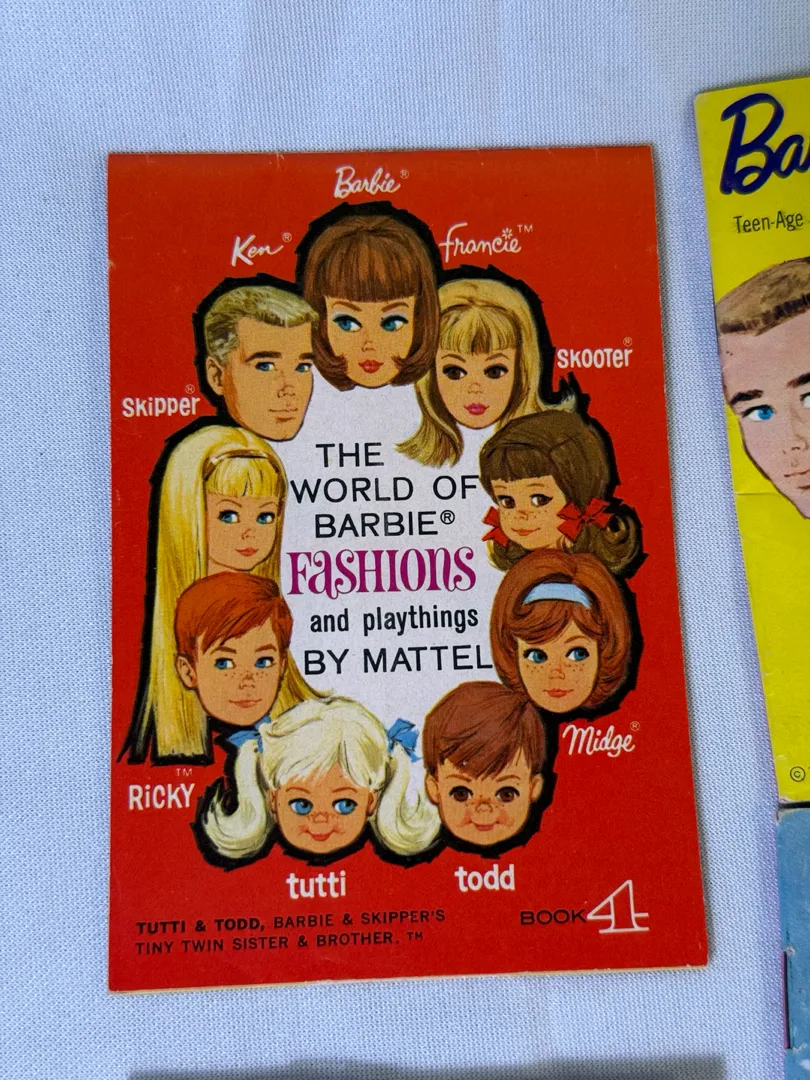 Barbie®
Ken®
Francie™
SKOOTER®
SKIPPER®
THE
WORLD OF
BARBIE®
FASHIONS
and playthings
BY MATTEL
Midge®
RICKY™
tutti
todd
TUTTI & TODD, BARBIE & SKIPPER'S
TINY TWIN SISTER & BROTHER. ™
BOOK 4
Ba
Teen-Age
©